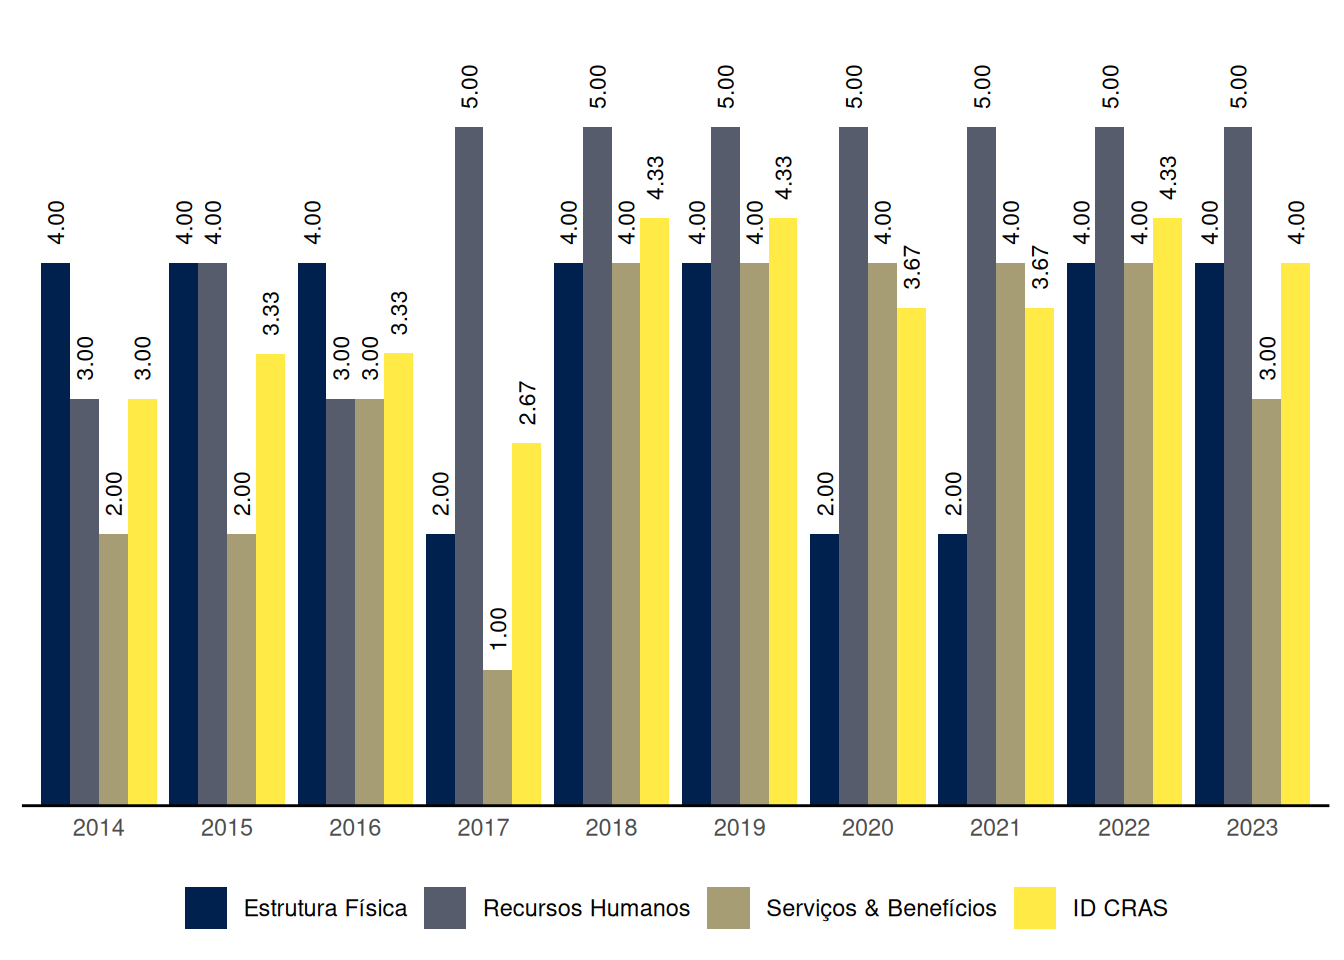 5.00 5.00 5.00 5.00 5.00 5.00 5.00
4.33 4.33 4.33
4.00 4.00 4.00 4.00 4.00 4.00 4.00 4.00 4.00 4.00 4.00 4.00 4.00 4.00
3.67 3.67
3.33 3.33
3.00 3.00 3.00 3.00 3.00
2.67
2.00 2.00 2.00 2.00 2.00
1.00
2014 2015 2016 2017 2018 2019 2020 2021 2022 2023
Estrutura Física Recursos Humanos Serviços & Benefícios ID CRAS